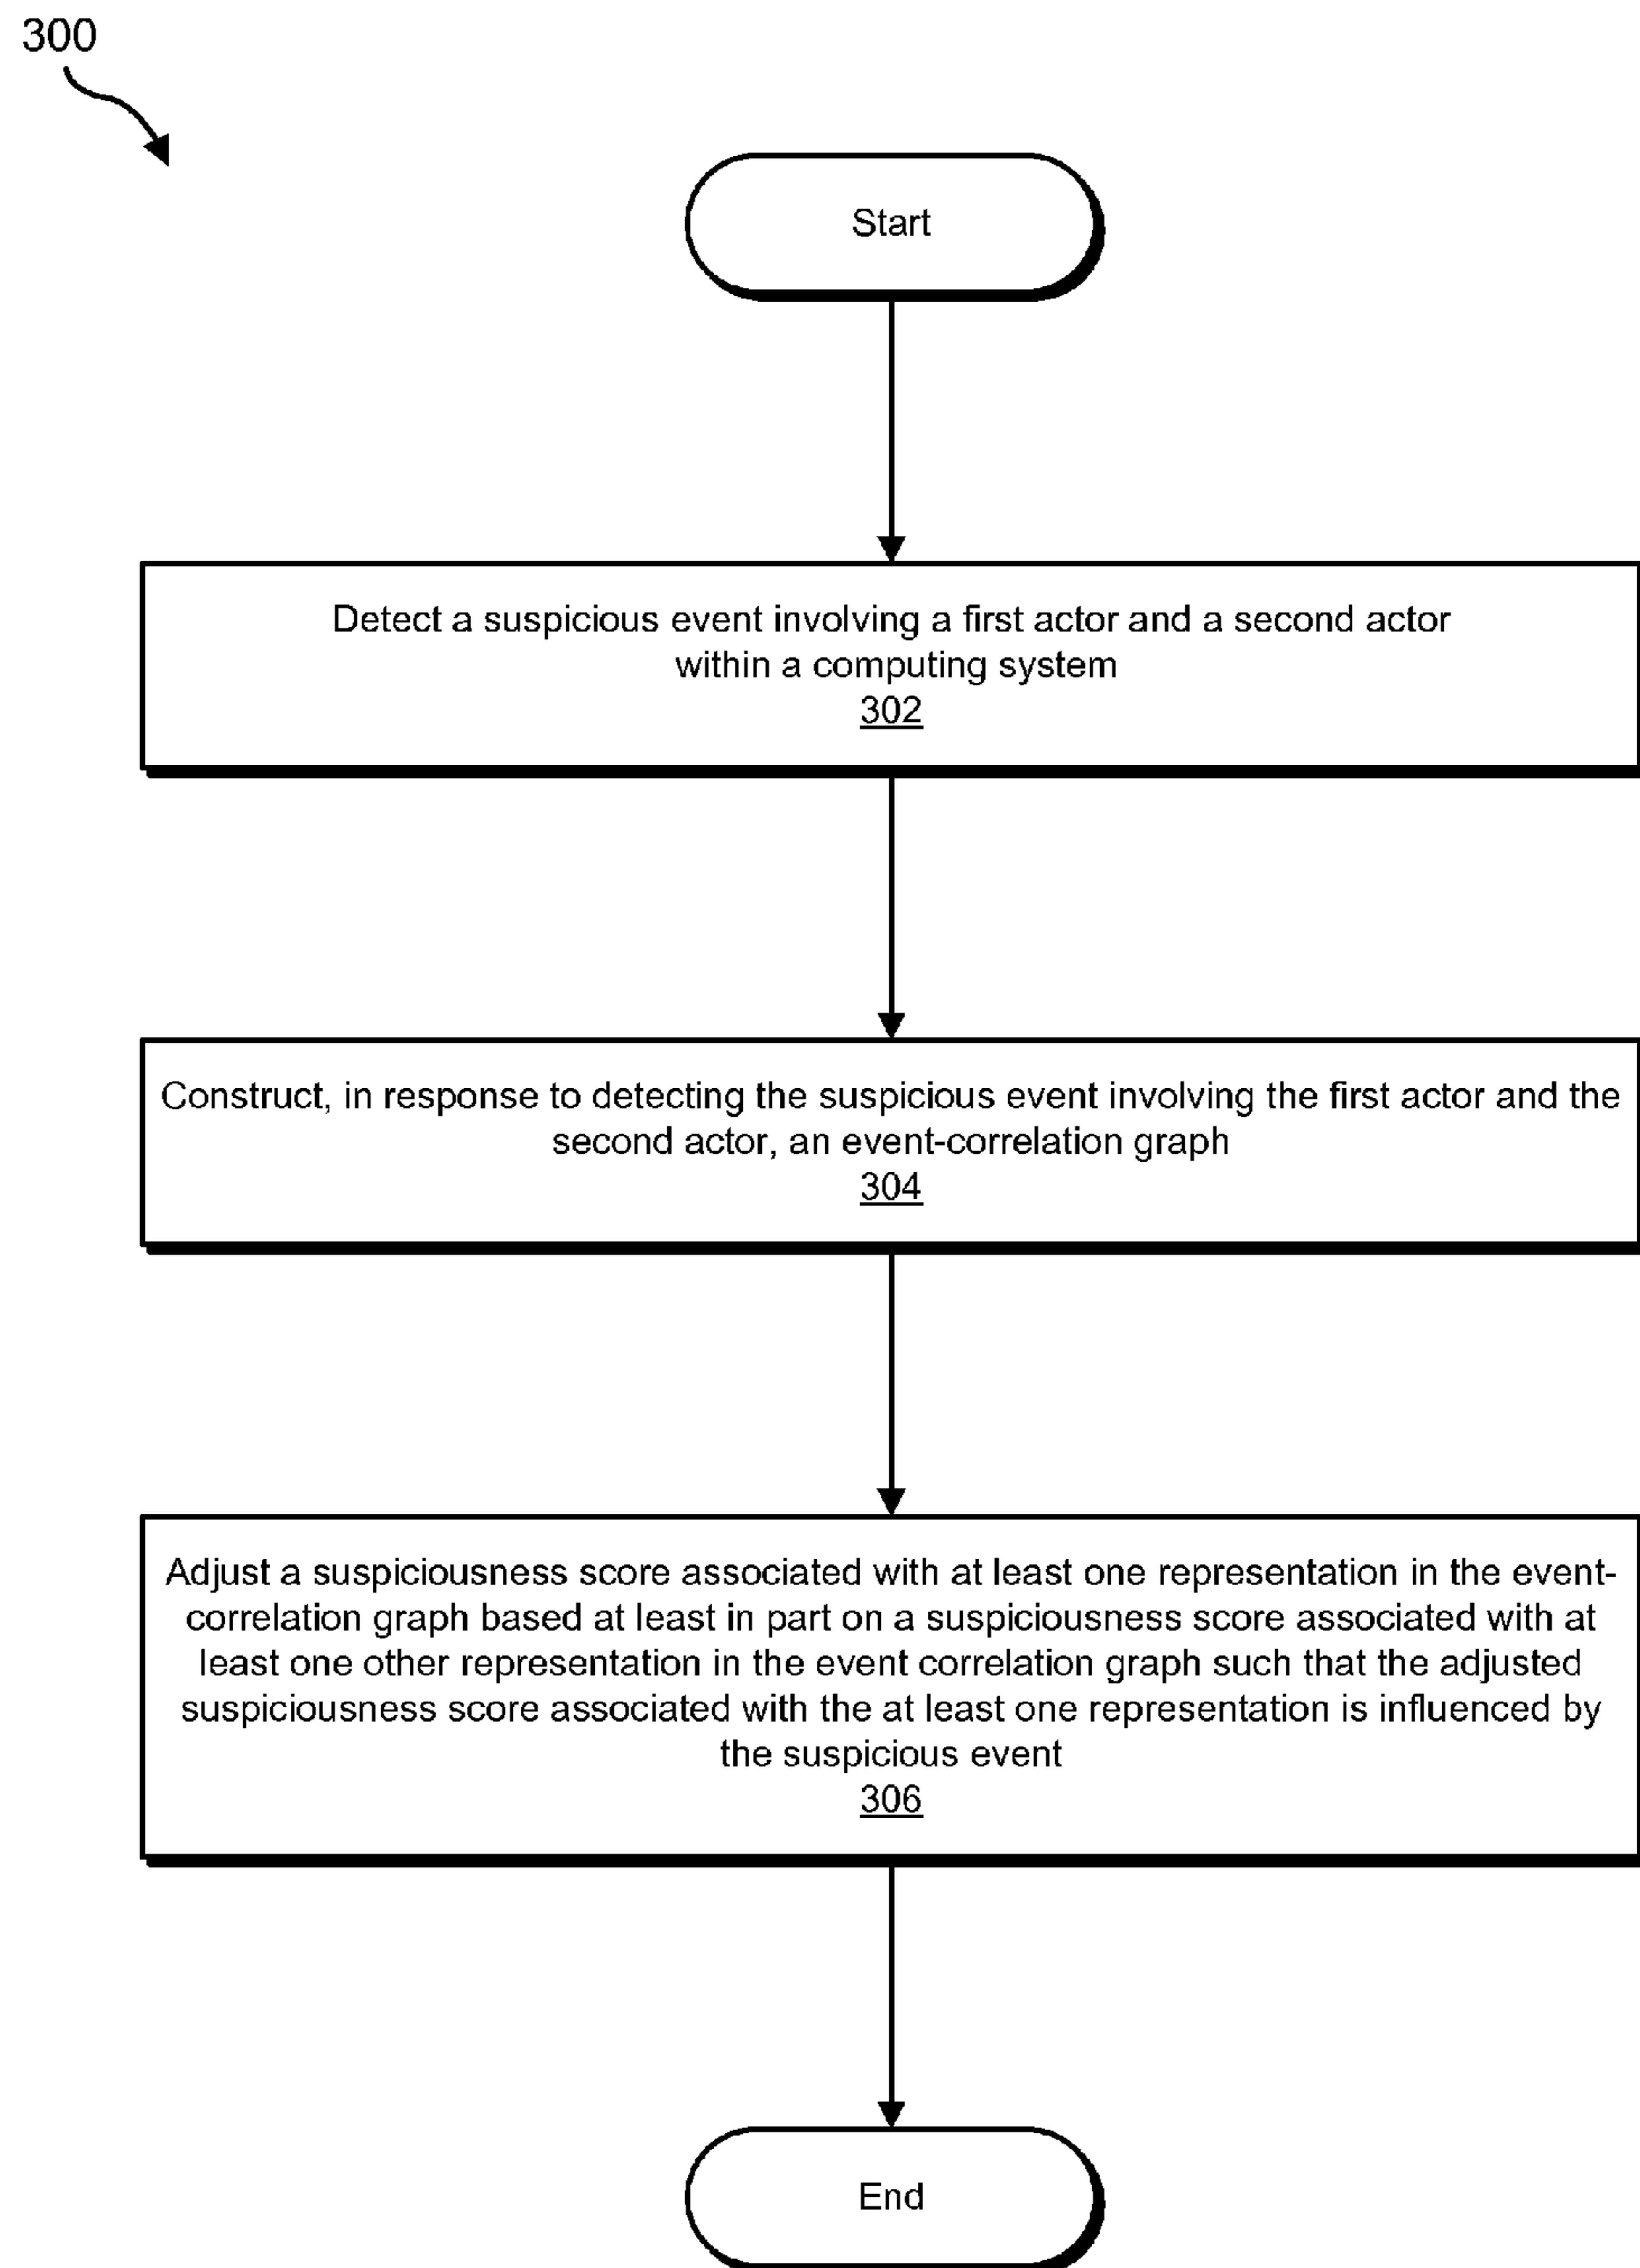 300
Start
Detect a suspicious event involving a first actor and a second actor
within a computing system
302
Construct, in response to detecting the suspicious event involving the first actor and the
second actor, an event-correlation graph
304
Adjust a suspiciousness score associated with at least one representation in the event-
correlation graph based at least in part on a suspiciousness score associated with at
least one other representation in the event correlation graph such that the adjusted
suspiciousness score associated with the at least one representation is influenced by
the suspicious event
306
End